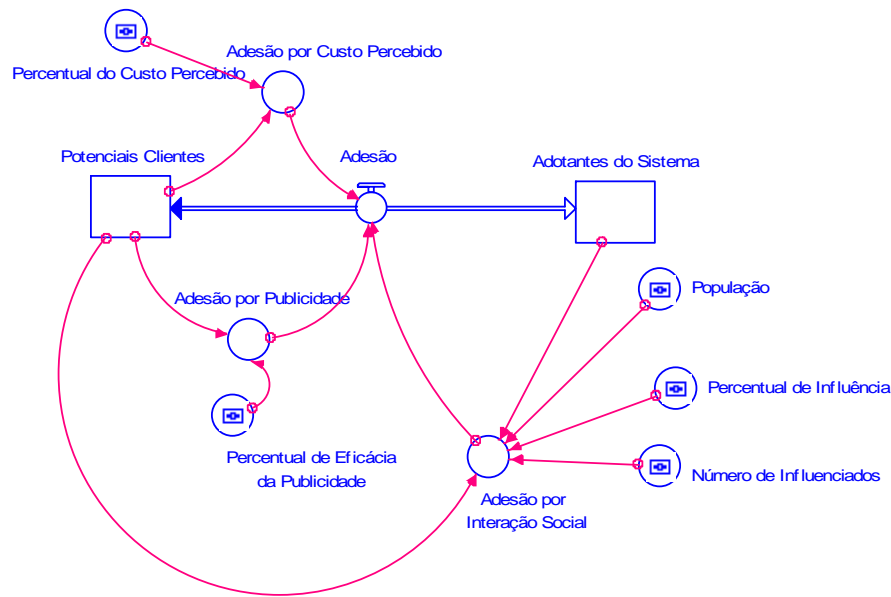 Adesão por Custo Percebido
Percentual do Custo Percebido
Potenciais Clientes
Adesão
Adotantes do Sistema
População
Adesão por Publicidade
Percentual de Influência
Percentual de Eficácia
da Publicidade
Número de Influenciados
Adesão por
Interação Social